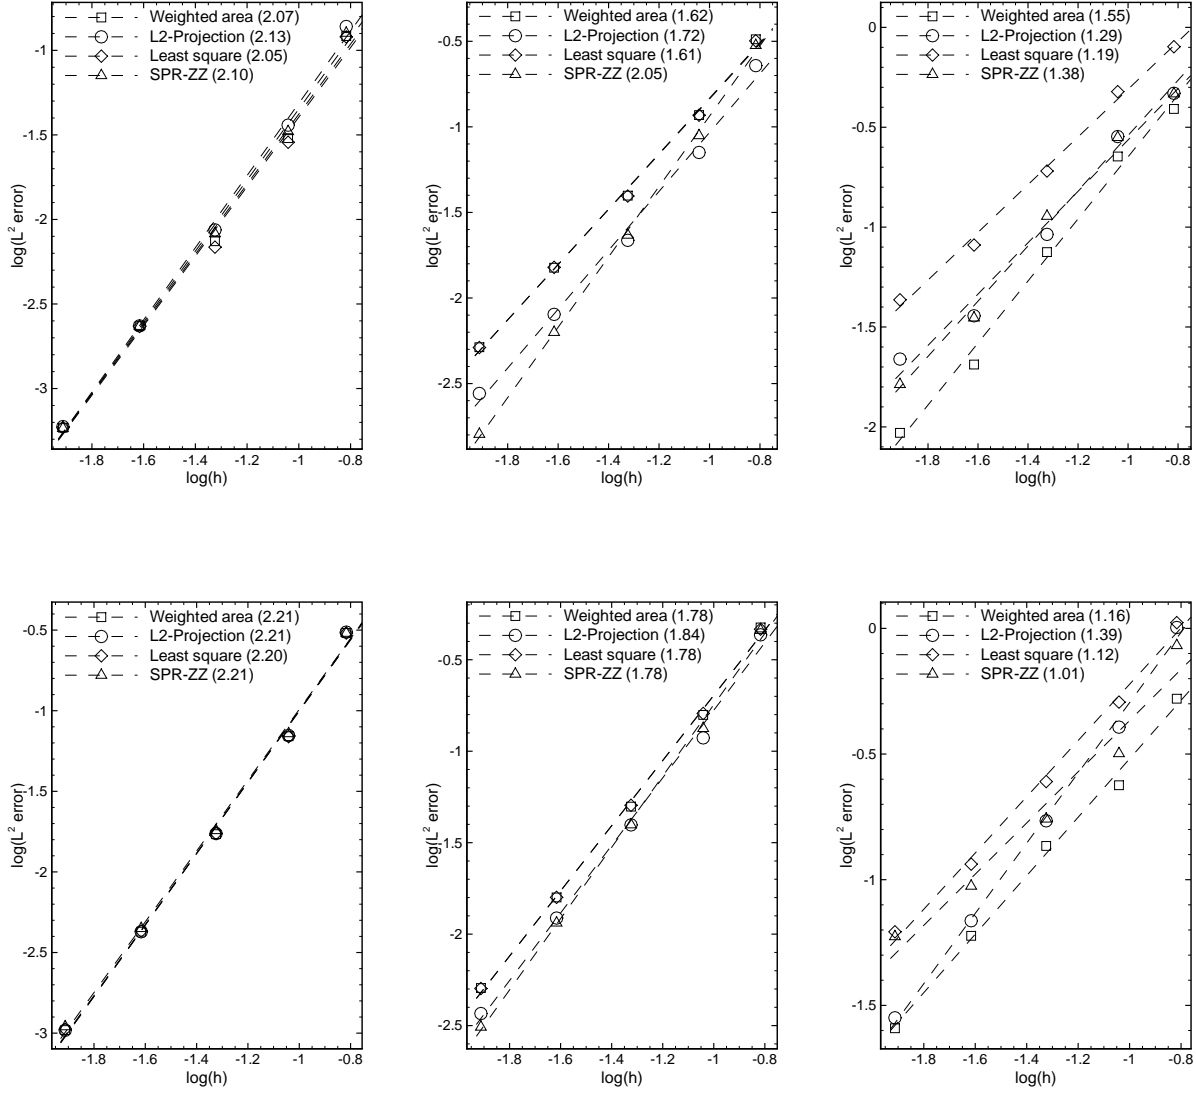 Weighted area (2.07)
L2-Projection (2.13)
Least square (2.05)
SPR-ZZ (2.10)
-1
-1.5
-2
-2.5
-3
log(L² error)
-1.8 -1.6 -1.4 -1.2 -1 -0.8
log(h)
Weighted area (1.62)
L2-Projection (1.72)
Least square (1.61)
SPR-ZZ (2.05)
-0.5
-1
-1.5
-2
-2.5
log(L² error)
-1.8 -1.6 -1.4 -1.2 -1 -0.8
log(h)
Weighted area (1.55)
L2-Projection (1.29)
Least square (1.19)
SPR-ZZ (1.38)
0
-0.5
-1
-1.5
-2
log(L² error)
-1.8 -1.6 -1.4 -1.2 -1 -0.8
log(h)
Weighted area (2.21)
L2-Projection (2.21)
Least square (2.20)
SPR-ZZ (2.21)
-0.5
-1
-1.5
-2
-2.5
-3
log(L² error)
-1.8 -1.6 -1.4 -1.2 -1 -0.8
log(h)
Weighted area (1.78)
L2-Projection (1.84)
Least square (1.78)
SPR-ZZ (1.78)
-0.5
-1
-1.5
-2
-2.5
log(L² error)
-1.8 -1.6 -1.4 -1.2 -1 -0.8
log(h)
Weighted area (1.16)
L2-Projection (1.39)
Least square (1.12)
SPR-ZZ (1.01)
0
-0.5
-1
-1.5
log(L² error)
-1.8 -1.6 -1.4 -1.2 -1 -0.8
log(h)